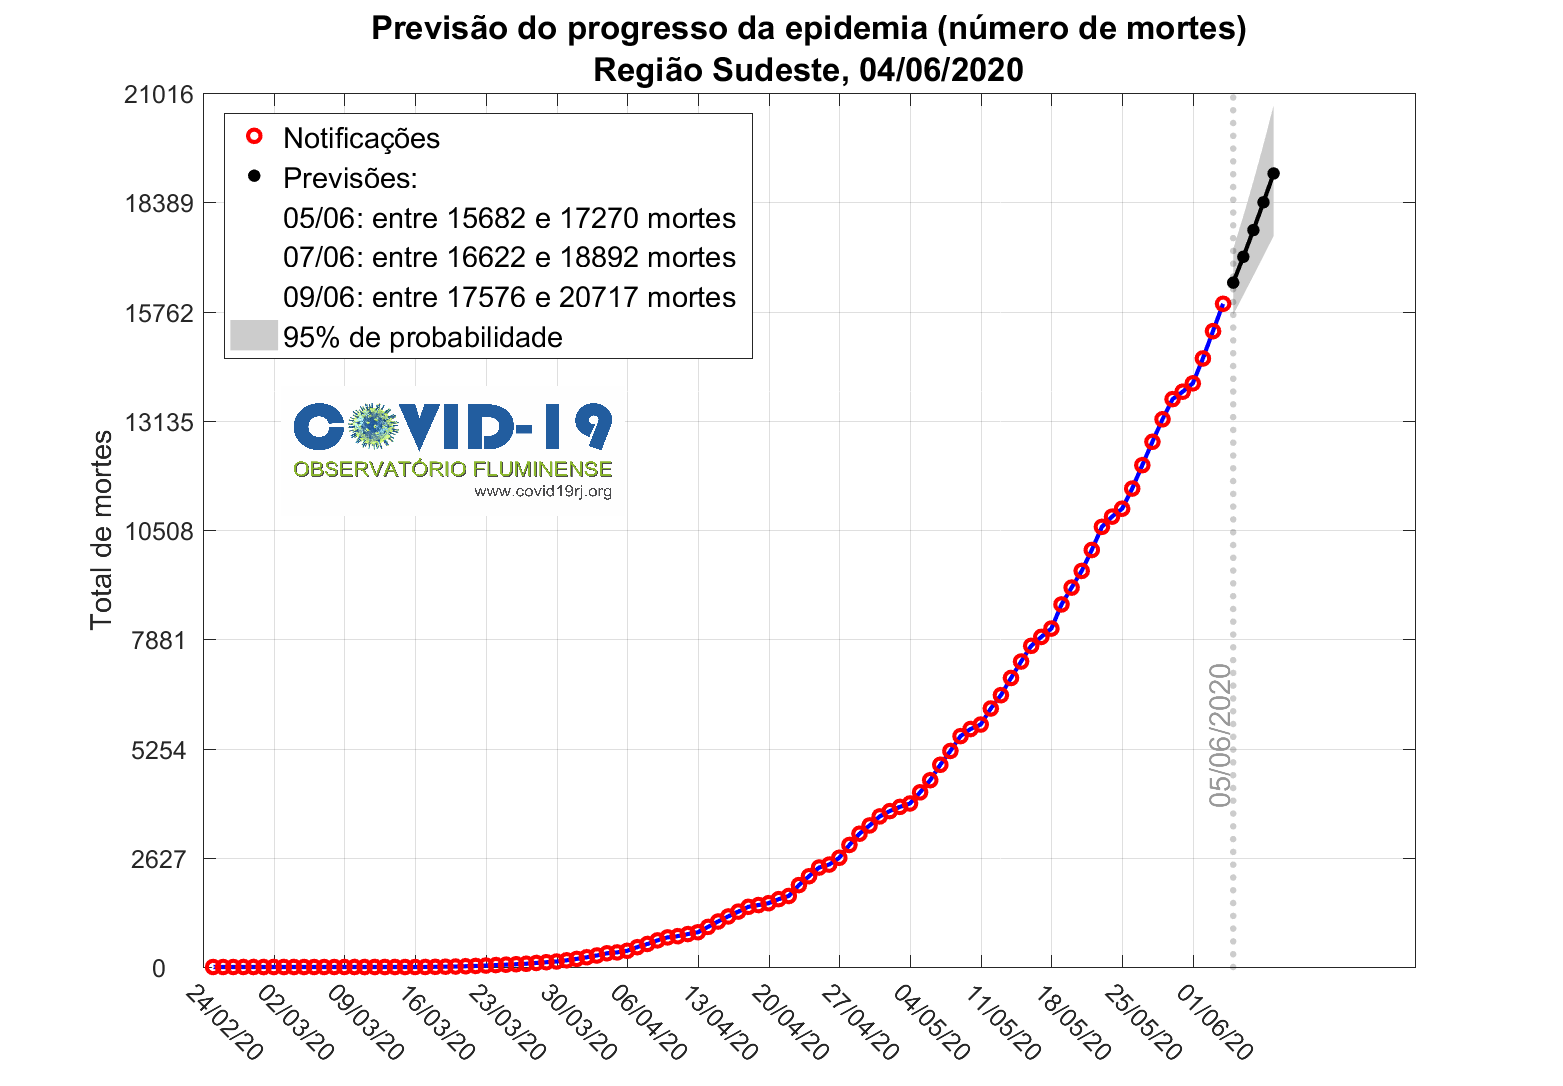 Previsão do progresso da epidemia (número de mortes)
Região Sudeste, 04/06/2020
21016
18389
15762
13135
10508
7881
5254
2627
0
Total de mortes
Notificações
Previsões:
05/06: entre 15682 e 17270 mortes
07/06: entre 16622 e 18892 mortes
09/06: entre 17576 e 20717 mortes
95% de probabilidade
COVID-19
OBSERVATÓRIO FLUMINENSE
www.covid19rj.org
05/06/2020
24/02/20
02/03/20
09/03/20
16/03/20
23/03/20
30/03/20
06/04/20
13/04/20
20/04/20
27/04/20
04/05/20
11/05/20
18/05/20
25/05/20
01/06/20